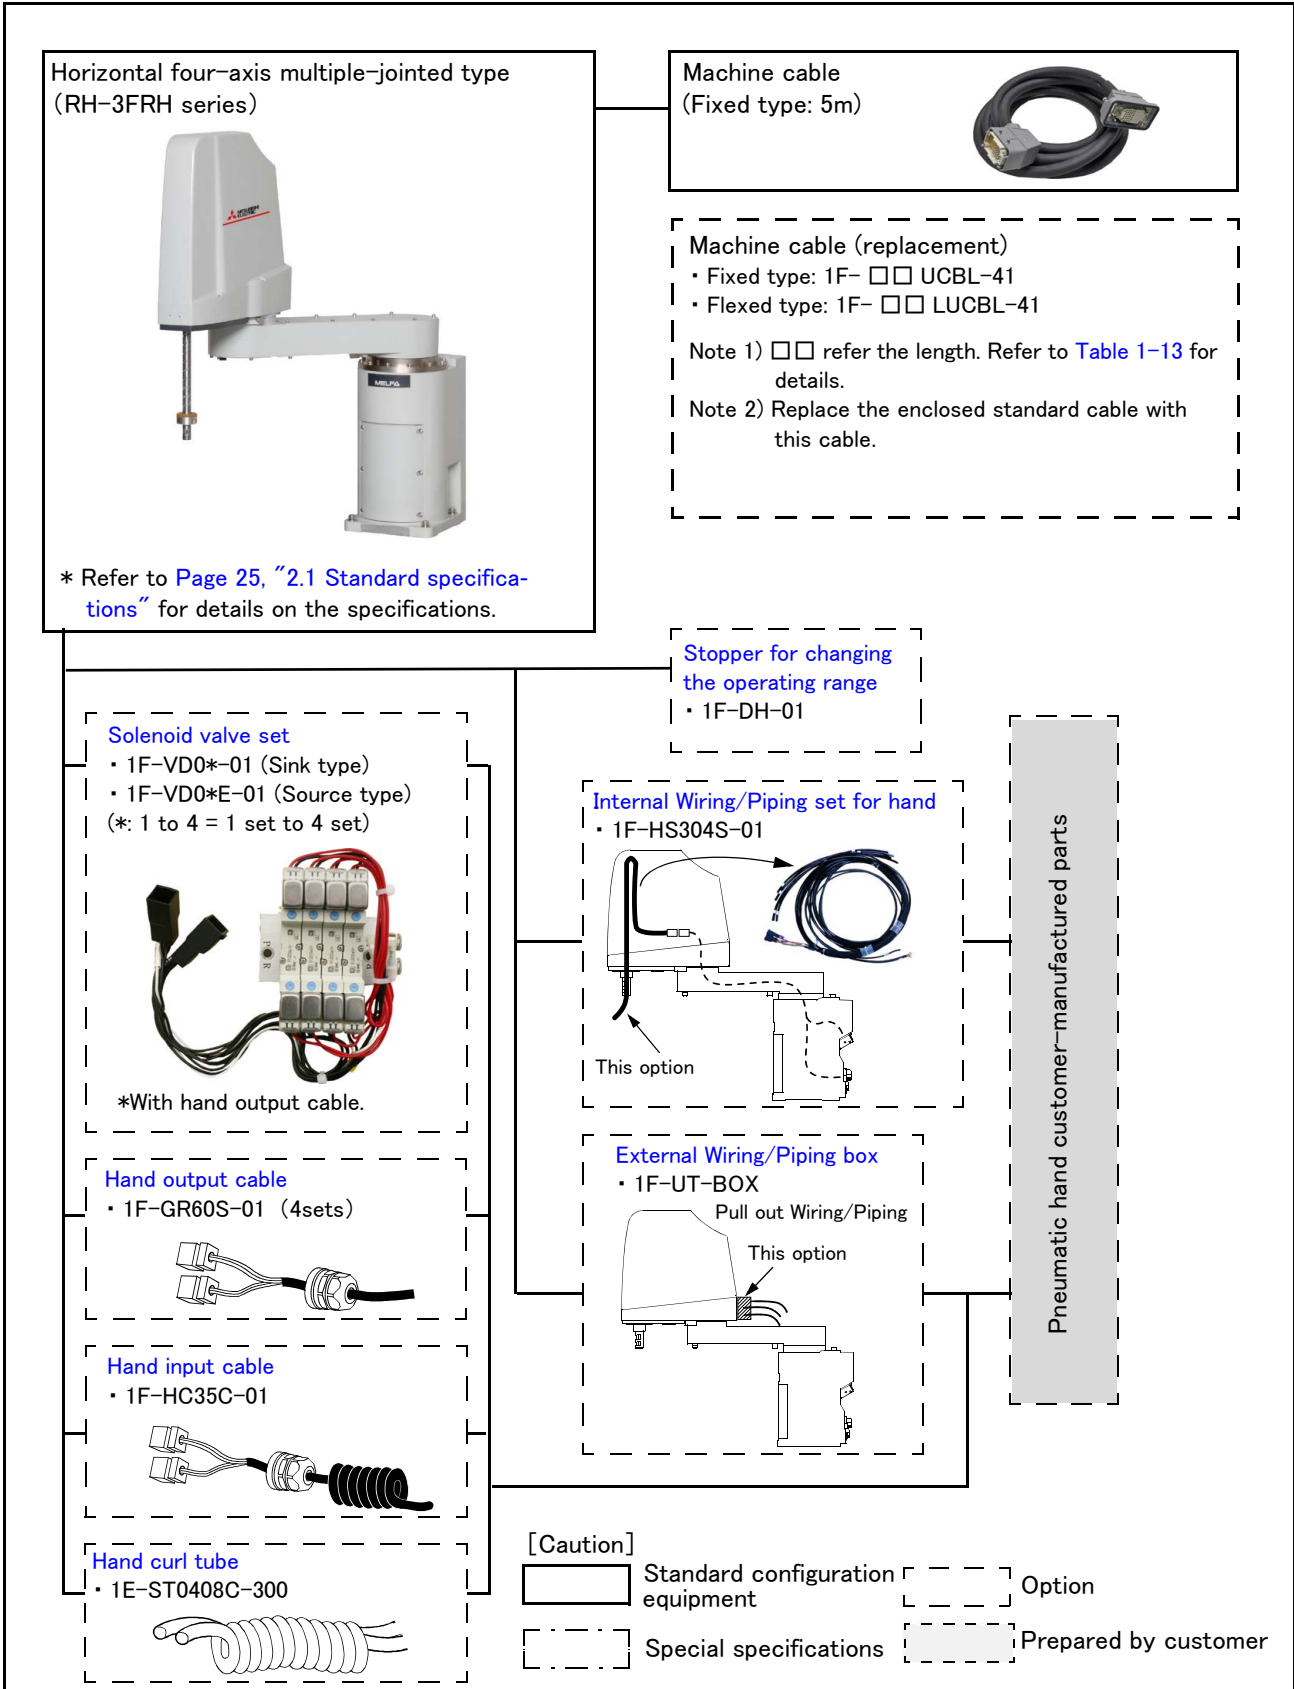 Horizontal four-axis multiple-jointed type
(RH-3FRH series)
MITSUBISHI
ELECTRIC
MELFA
* Refer to Page 25, "2.1 Standard specifica-
tions" for details on the specifications.
Machine cable
(Fixed type: 5m)
Machine cable (replacement)
・Fixed type: 1F- □□ UCBL-41
・Flexed type: 1F- □□ LUCBL-41
Note 1) □□ refer the length. Refer to Table 1-13 for
details.
Note 2) Replace the enclosed standard cable with
this cable.
Stopper for changing
the operating range
・1F-DH-01
Solenoid valve set
・1F-VD0*-01 (Sink type)
・1F-VD0*E-01 (Source type)
(*: 1 to 4 = 1 set to 4 set)
P
R
*With hand output cable.
Internal Wiring/Piping set for hand
・1F-HS304S-01
This option
External Wiring/Piping box
・1F-UT-BOX
Pull out Wiring/Piping
This option
Hand output cable
・1F-GR60S-01 (4sets)
Hand input cable
・1F-HC35C-01
Hand curl tube
・1E-ST0408C-300
Pneumatic hand customer-manufactured parts
[Caution]
Standard configuration
equipment
Option
Special specifications
Prepared by customer